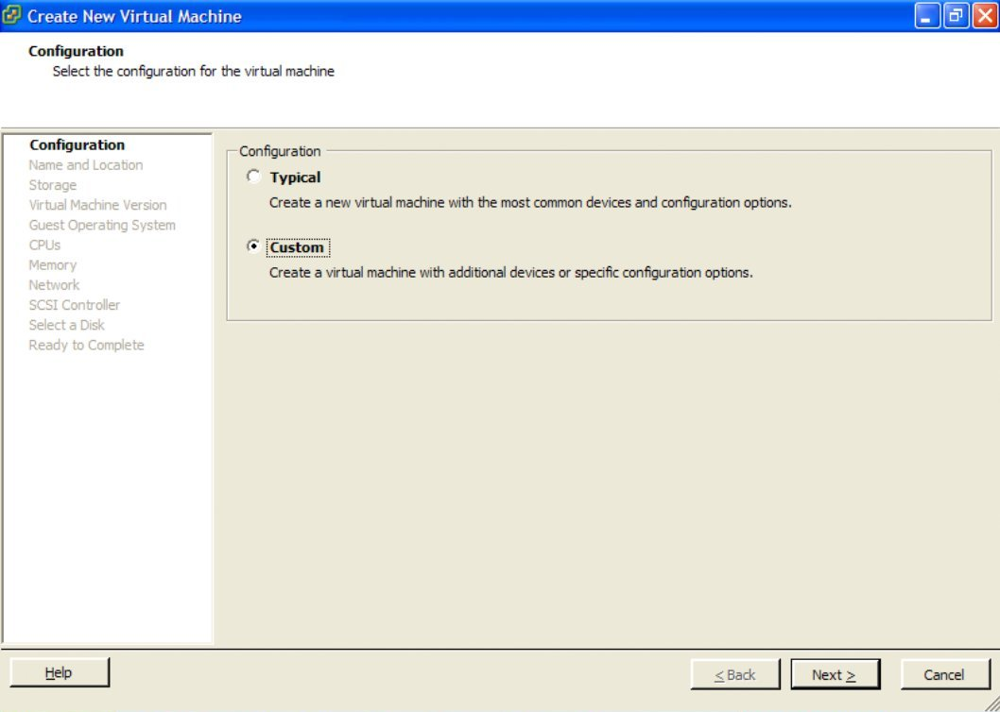 Create New Virtual Machine
Configuration
Select the configuration for the virtual machine
Configuration
Name and Location
Storage
Virtual Machine Version
Guest Operating System
CPUs
Memory
Network
SCSI Controller
Select a Disk
Ready to Complete
Configuration
Typical
Create a new virtual machine with the most common devices and configuration options.
Custom
Create a virtual machine with additional devices or specific configuration options.
Help
< Back
Next >
Cancel